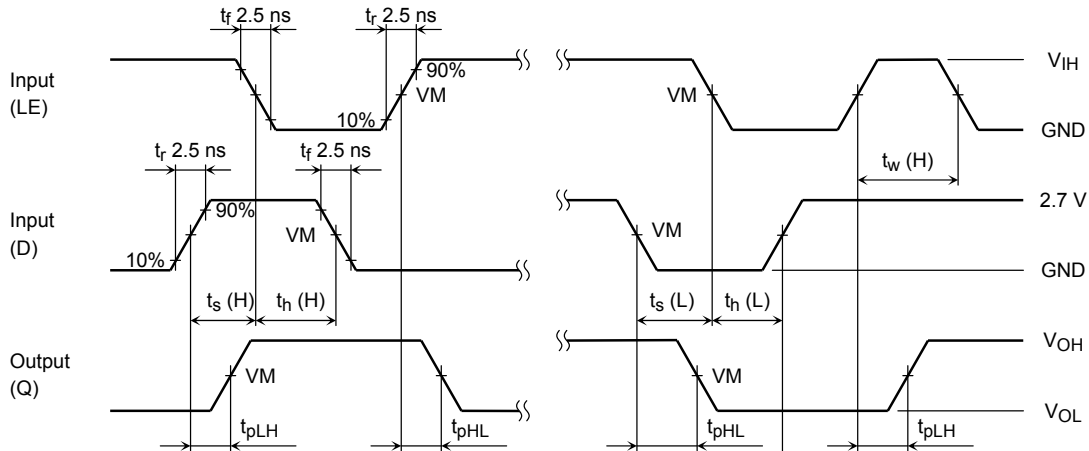 tf 2.5 ns
tr 2.5 ns
Input
(LE)
90%
VM
10%
VM
VIH
GND
tw (H)
tr 2.5 ns
tf 2.5 ns
Input
(D)
90%
VM
10%
VM
2.7 V
GND
ts (H)
th (H)
ts (L)
th (L)
Output
(Q)
VM
VM
VOH
VOL
tpLH
tpHL
tpHL
tpLH